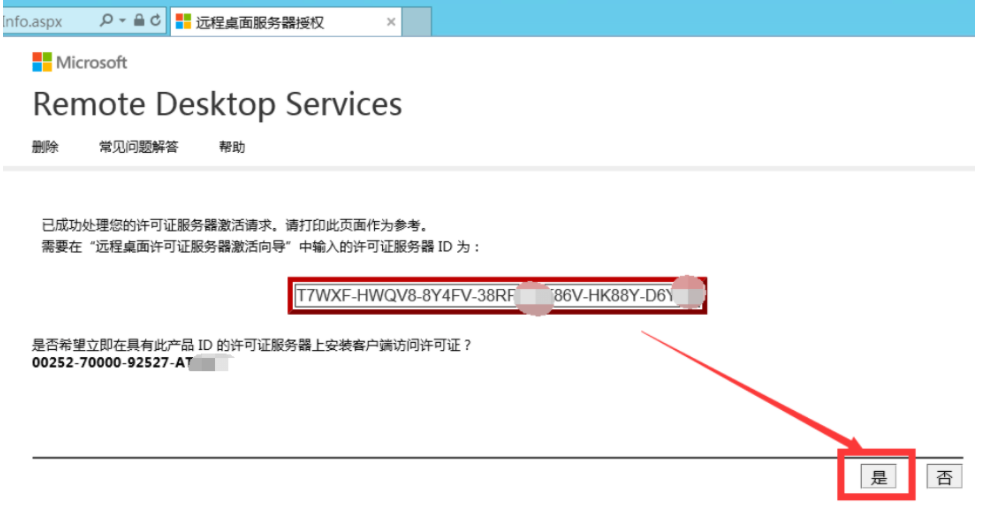 Info.aspx
远程桌面服务器授权
Microsoft
Remote Desktop Services
删除 常见问题解答 帮助
已成功处理您的许可证服务器激活请求。请打印此页面作为参考。
需要在“远程桌面许可证服务器激活向导”中输入的许可证服务器 ID 为：
T7WXF-HWQV8-8Y4FV-38RF 86V-HK88Y-D6Y
是否希望立即在具有此产品 ID 的许可证服务器上安装客户端访问许可证？
00252-70000-92527-AT
是 否